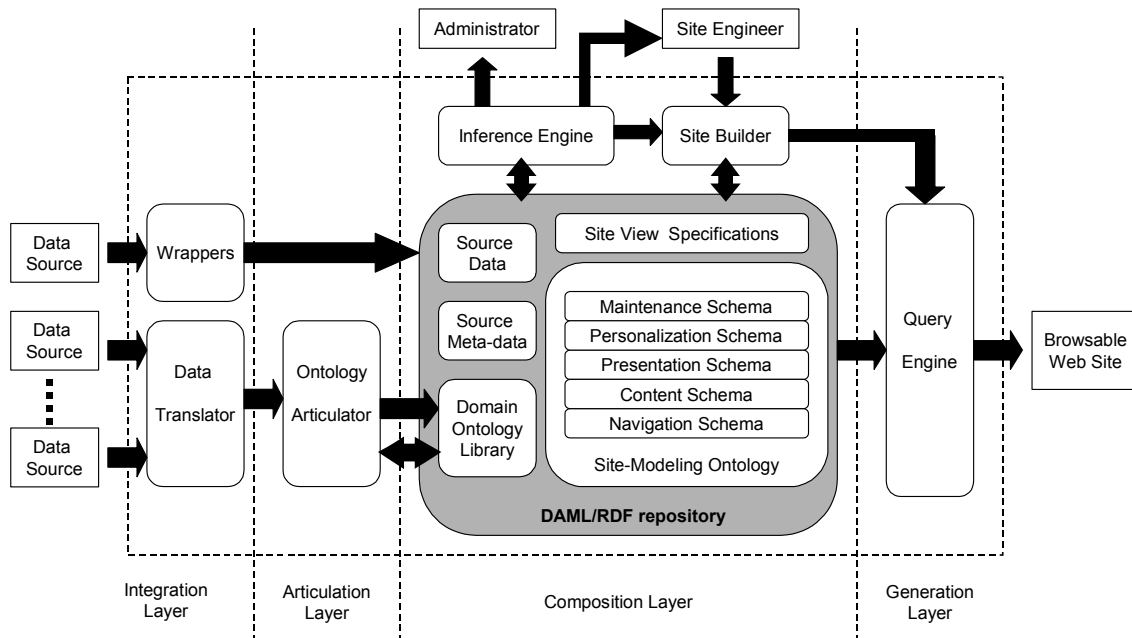 Administrator
Site Engineer
Inference Engine
Site Builder
Data
Source
Wrappers
Source
Data
Site View Specifications
Data
Source
Data
Translator
Ontology
Articulator
Source
Meta-data
Maintenance Schema
Personalization Schema
Presentation Schema
Content Schema
Navigation Schema
Query
Engine
Browsable
Web Site
Data
Source
Domain
Ontology
Library
Site-Modeling Ontology
DAML/RDF repository
Integration
Layer
Articulation
Layer
Composition Layer
Generation
Layer